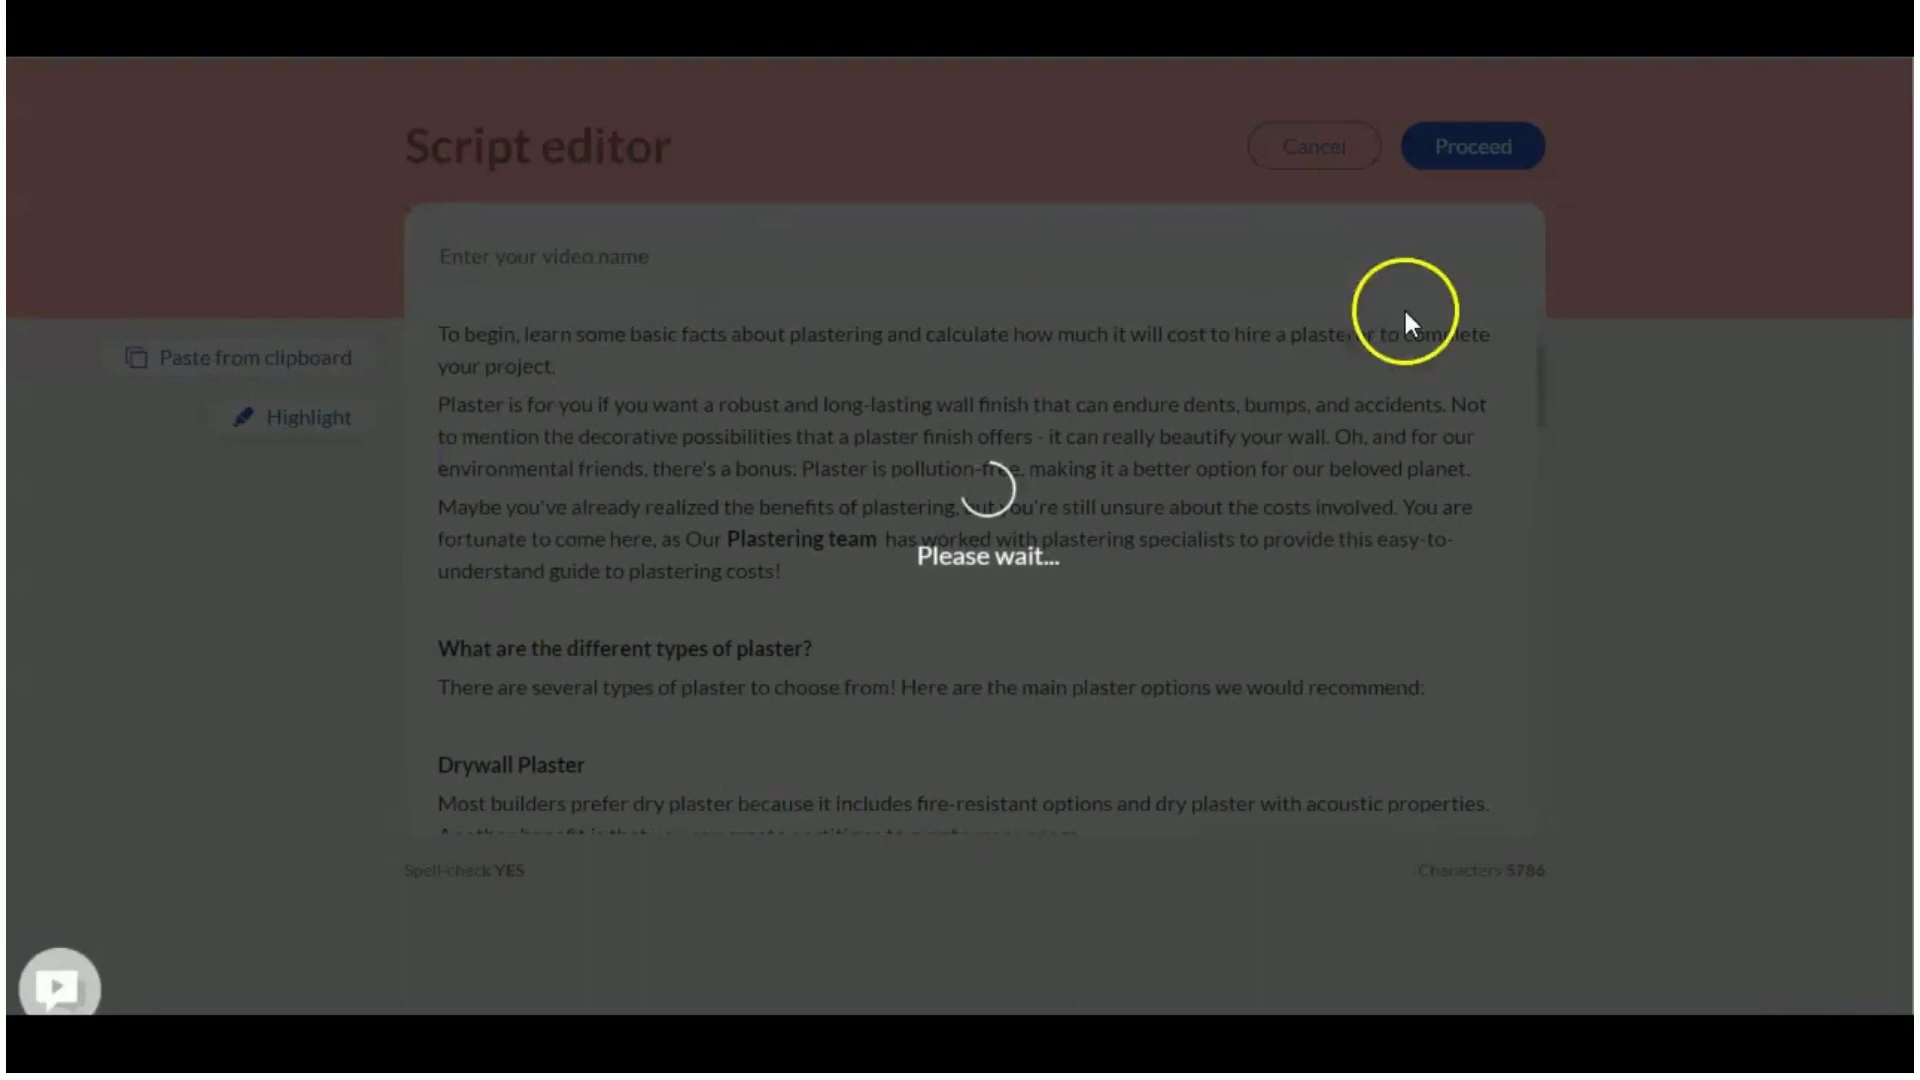 Script editor
Cancel
Proceed
Enter your video name
Paste from clipboard
Highlight
To begin, learn some basic facts about plastering and calculate how much it will cost to hire a plasterer to complete
your project.
Plaster is for you if you want a robust and long-lasting wall finish that can endure dents, bumps, and accidents. Not
to mention the decorative possibilities that a plaster finish offers - it can really beautify your wall. Oh, and for our
environmental friends, there's a bonus: Plaster is pollution-free, making it a better option for our beloved planet.
Maybe you've already realized the benefits of plastering, but you're still unsure about the costs involved. You are
fortunate to come here, as Our Plastering team has worked with plastering specialists to provide this easy-to-
understand guide to plastering costs!
Please wait...
What are the different types of plaster?
There are several types of plaster to choose from! Here are the main plaster options we would recommend:
Drywall Plaster
Most builders prefer dry plaster because it includes fire-resistant options and dry plaster with acoustic properties.
Spell-check YES
Characters 5786